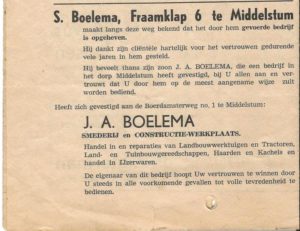 S. Boelema, Fraamklap 6 te Middelstum
maakt langs deze weg bekend dat het door hem gevoerde bedrijf
is opgeheven.
Hij dankt zijn cliëntele hartelijk voor het vertrouwen gedurende
vele jaren in hem gesteld.
Hij beveelt thans zijn zoon J. A. BOELEMA, die een bedrijf in
het dorp Middelstum heeft gevestigd, bij U allen aan en ver-
trouwt dat U door hem op de meest aangename wijze zult
worden bediend.
Heeft zich gevestigd aan de Boerdamsterweg no. 1 te Middelstum:
J. A. BOELEMA
SMEDERIJ en CONSTRUCTIE-WERKPLAATS.
Handel in en reparaties van Landbouwwerktuigen en Tractoren,
Land- en Tuinbouwgereedschappen, Haarden en Kachels en
handel in IJzerwaren.
De eigenaar van dit bedrijf hoopt Uw vertrouwen te winnen door
U steeds in alle voorkomende gevallen tot volle tevredenheid te
bedienen.